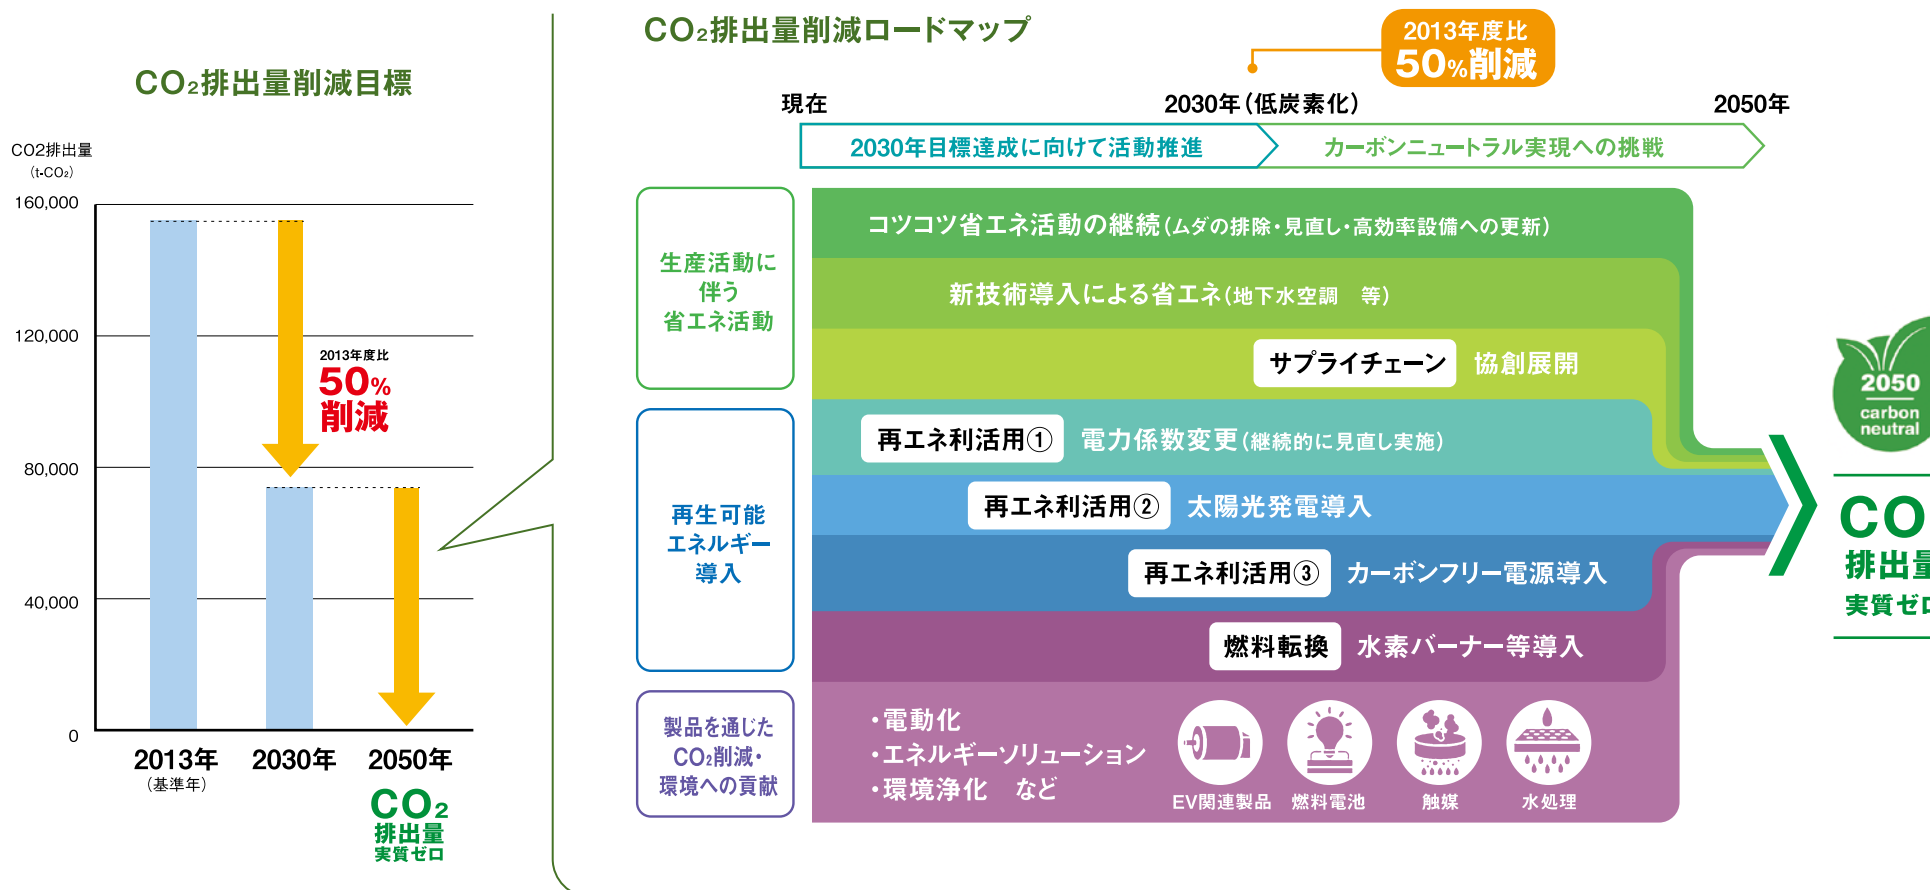 CO₂排出量削減目標
CO2排出量
(t-CO₂)
160,000
120,000
80,000
40,000
0
2013年度比
50%
削減
2013年
(基準年)
2030年
2050年
CO₂
排出量
実質ゼロ
CO₂排出量削減ロードマップ
2013年度比
50%削減
現在
2030年(低炭素化)
2050年
2030年目標達成に向けて活動推進
カーボンニュートラル実現への挑戦
生産活動に
伴う
省エネ活動
コツコツ省エネ活動の継続(ムダの排除・見直し・高効率設備への更新)
新技術導入による省エネ(地下水空調　等)
サプライチェーン 協創展開
再生可能
エネルギー
導入
再エネ利活用① 電力係数変更(継続的に見直し実施)
再エネ利活用② 太陽光発電導入
再エネ利活用③ カーボンフリー電源導入
燃料転換 水素バーナー等導入
製品を通じた
CO₂削減・
環境への貢献
・電動化
・エネルギーソリューション
・環境浄化　など
EV関連製品
燃料電池
触媒
水処理
2050
carbon
neutral
CO
排出量
実質ゼロ